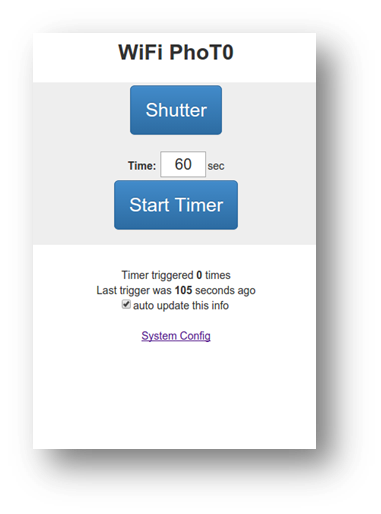 WiFi PhoT0
Shutter
Time: 60 sec
Start Timer
Timer triggered 0 times
Last trigger was 105 seconds ago
auto update this info
System Config